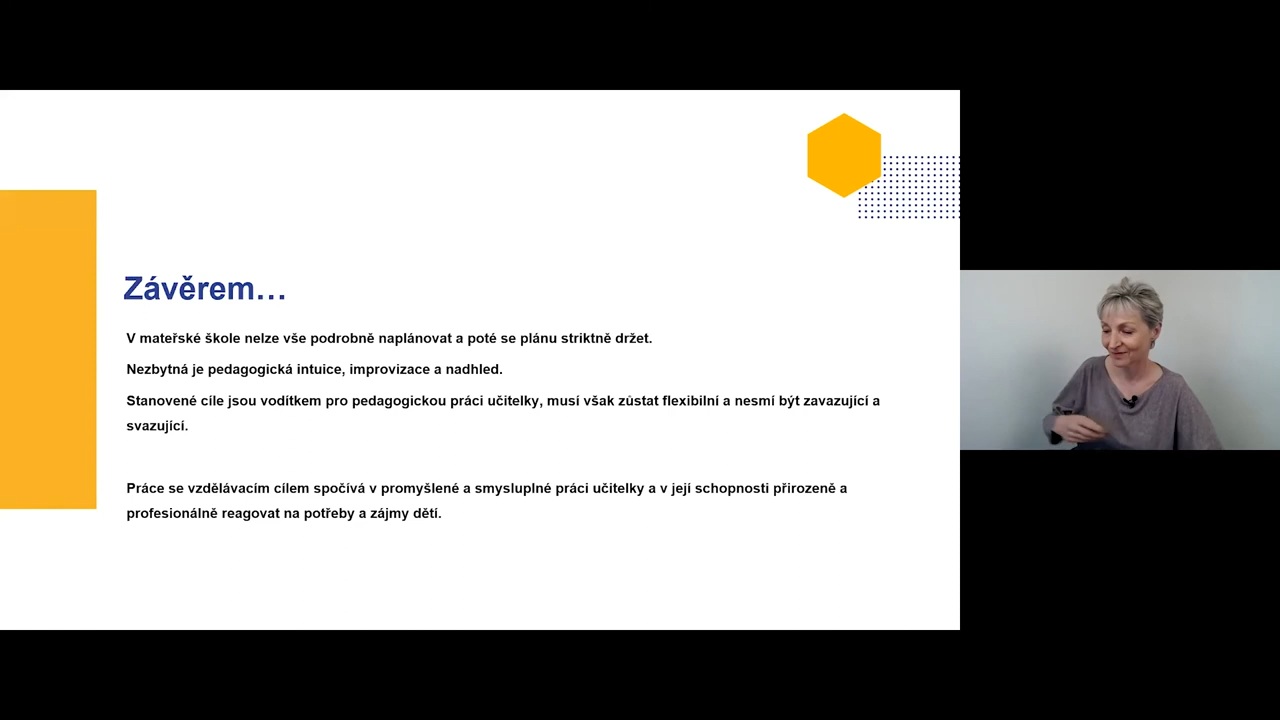 Závěrem…
V mateřské škole nelze vše podrobně naplánovat a poté se plánu striktně držet.
Nezbytná je pedagogická intuice, improvizace a nadhled.
Stanovené cíle jsou vodítkem pro pedagogickou práci učitelky, musí však zůstat flexibilní a nesmí být zavazující a
svazující.
Práce se vzdělávacím cílem spočívá v promyšlené a smysluplné práci učitelky a v její schopnosti přirozeně a
profesionálně reagovat na potřeby a zájmy dětí.